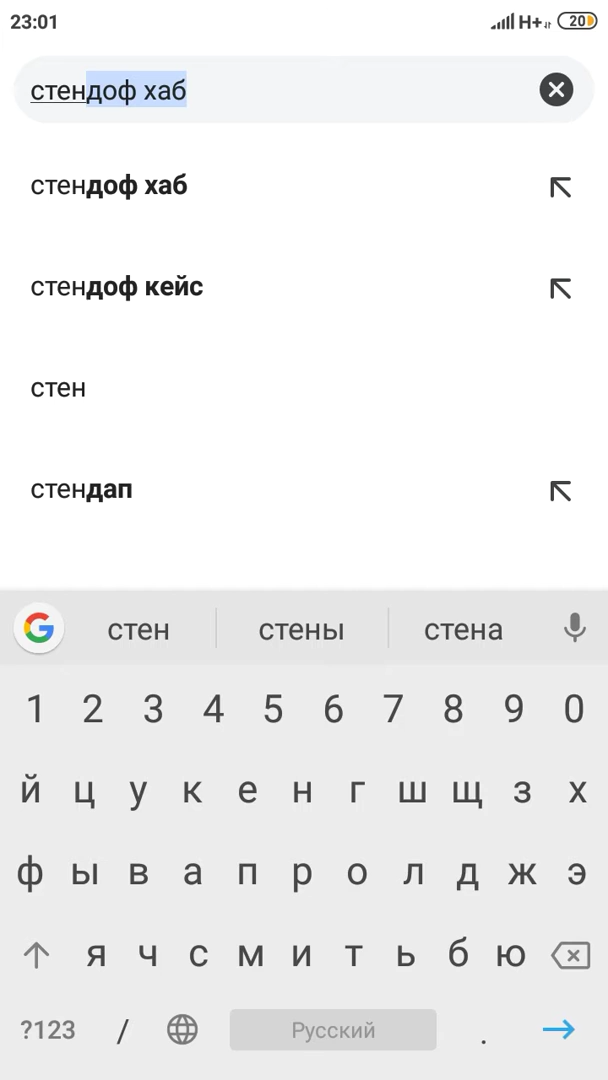 23:01 H+ 20
стендоф хаб
стендоф хаб
стендоф кейс
стен
стендап
стен стены стена
1 2 3 4 5 6 7 8 9 0
й ц у к е н г ш щ з х
ф ы в а п р о л д ж э
я ч с м и т ь б ю
?123 / Русский .